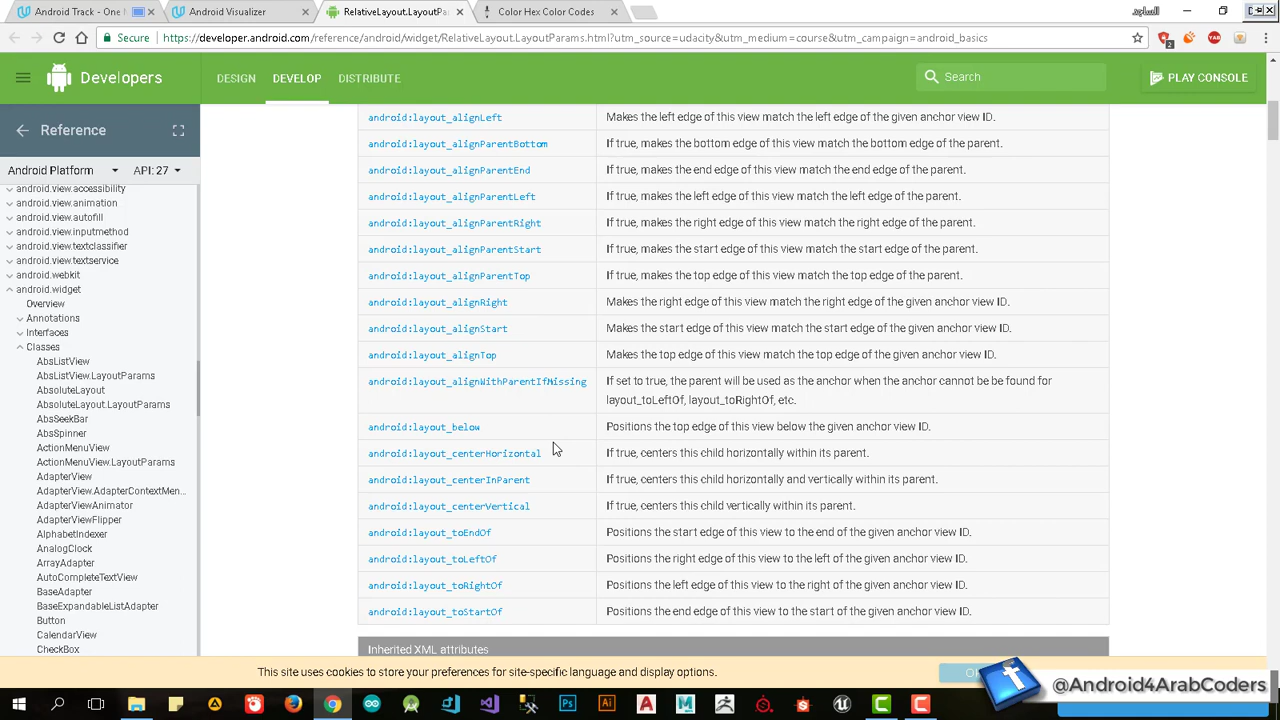 Android Track - One
Android Visualizer
RelativeLayout.LayoutPa
Color Hex Color Codes
Secure
https://developer.android.com/reference/android/widget/RelativeLayout.LayoutParams.html?utm_source=udacity&utm_medium=course&utm_campaign=android_basics
2
Developers
DESIGN
DEVELOP
DISTRIBUTE
Search
PLAY CONSOLE
Reference
Android Platform
API: 27
android.view.accessibility
android.view.animation
android.view.autofill
android.view.inputmethod
android.view.textclassifier
android.view.textservice
android.webkit
android.widget
Overview
Annotations
Interfaces
Classes
AbsListView
AbsListView.LayoutParams
AbsoluteLayout
AbsoluteLayout.LayoutParams
AbsSeekBar
AbsSpinner
ActionMenuView
ActionMenuView.LayoutParams
AdapterView
AdapterView.AdapterContextMen...
AdapterViewAnimator
AdapterViewFlipper
AlphabetIndexer
AnalogClock
ArrayAdapter
AutoCompleteTextView
BaseAdapter
BaseExpandableListAdapter
Button
CalendarView
CheckBox
android:layout_alignLeft Makes the left edge of this view match the left edge of the given anchor view ID.
android:layout_alignParentBottom If true, makes the bottom edge of this view match the bottom edge of the parent.
android:layout_alignParentEnd If true, makes the end edge of this view match the end edge of the parent.
android:layout_alignParentLeft If true, makes the left edge of this view match the left edge of the parent.
android:layout_alignParentRight If true, makes the right edge of this view match the right edge of the parent.
android:layout_alignParentStart If true, makes the start edge of this view match the start edge of the parent.
android:layout_alignParentTop If true, makes the top edge of this view match the top edge of the parent.
android:layout_alignRight Makes the right edge of this view match the right edge of the given anchor view ID.
android:layout_alignStart Makes the start edge of this view match the start edge of the given anchor view ID.
android:layout_alignTop Makes the top edge of this view match the top edge of the given anchor view ID.
android:layout_alignWithParentIfMissing If set to true, the parent will be used as the anchor when the anchor cannot be be found for
layout_toLeftOf, layout_toRightOf, etc.
android:layout_below Positions the top edge of this view below the given anchor view ID.
android:layout_centerHorizontal If true, centers this child horizontally within its parent.
android:layout_centerInParent If true, centers this child horizontally and vertically within its parent.
android:layout_centerVertical If true, centers this child vertically within its parent.
android:layout_toEndOf Positions the start edge of this view to the end of the given anchor view ID.
android:layout_toLeftOf Positions the right edge of this view to the left of the given anchor view ID.
android:layout_toRightOf Positions the left edge of this view to the right of the given anchor view ID.
android:layout_toStartOf Positions the end edge of this view to the start of the given anchor view ID.
Inherited XML attributes
This site uses cookies to store your preferences for site-specific language and display options.
@Android4ArabCoders